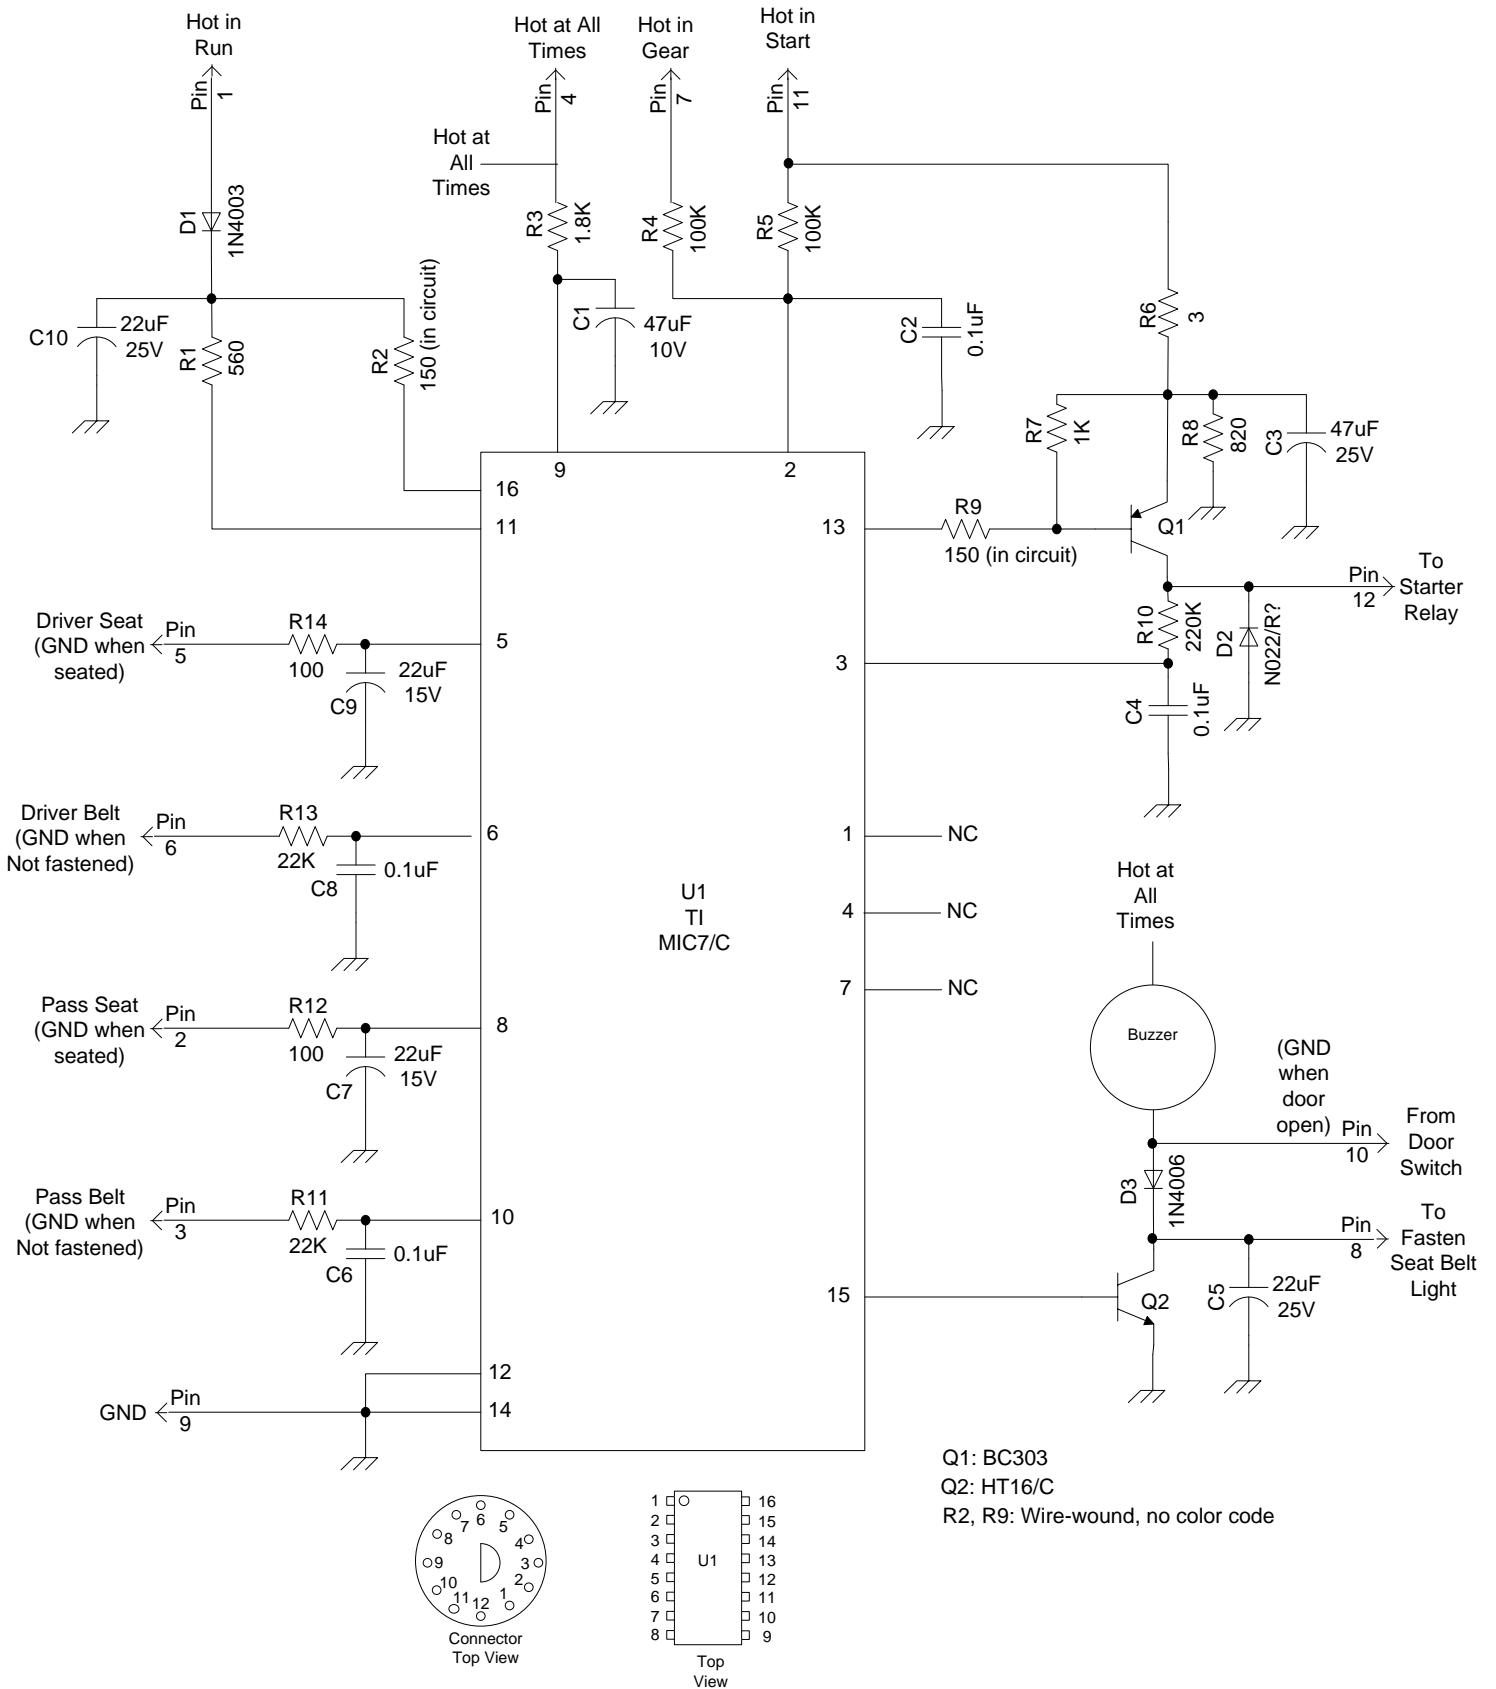 Hot in
Run
Pin
1
D1
1N4003
C10
22uF
25V
R1
560
R2
150 (in circuit)
Hot at All
Times
Pin
4
Hot at
All
Times
R3
1.8K
C1
47uF
10V
Hot in
Gear
Pin
7
R4
100K
Hot in
Start
Pin
11
R5
100K
C2
0.1uF
R6
3
R7
1K
R8
820
C3
47uF
25V
9
2
16
11
13
R9
150 (in circuit)
Q1
Pin
12
To
Starter
Relay
R10
220K
D2
N022/R?
3
C4
0.1uF
Driver Seat
(GND when
seated)
Pin
5
R14
100
C9
22uF
15V
5
Driver Belt
(GND when
Not fastened)
Pin
6
R13
22K
C8
0.1uF
6
Pass Seat
(GND when
seated)
Pin
2
R12
100
C7
22uF
15V
8
Pass Belt
(GND when
Not fastened)
Pin
3
R11
22K
C6
0.1uF
10
GND
Pin
9
12
14
U1
TI
MIC7/C
1
NC
4
NC
7
NC
Hot at
All
Times
Buzzer
(GND
when
door
open)
Pin
10
From
Door
Switch
D3
1N4006
Pin
8
To
Fasten
Seat Belt
Light
15
Q2
C5
22uF
25V
Q1: BC303
Q2: HT16/C
R2, R9: Wire-wound, no color code
6
7
5
8
4
9
3
10
2
11
12
1
Connector
Top View
1
16
2
15
3
14
4
U1
13
5
12
6
11
7
10
8
9
Top
View